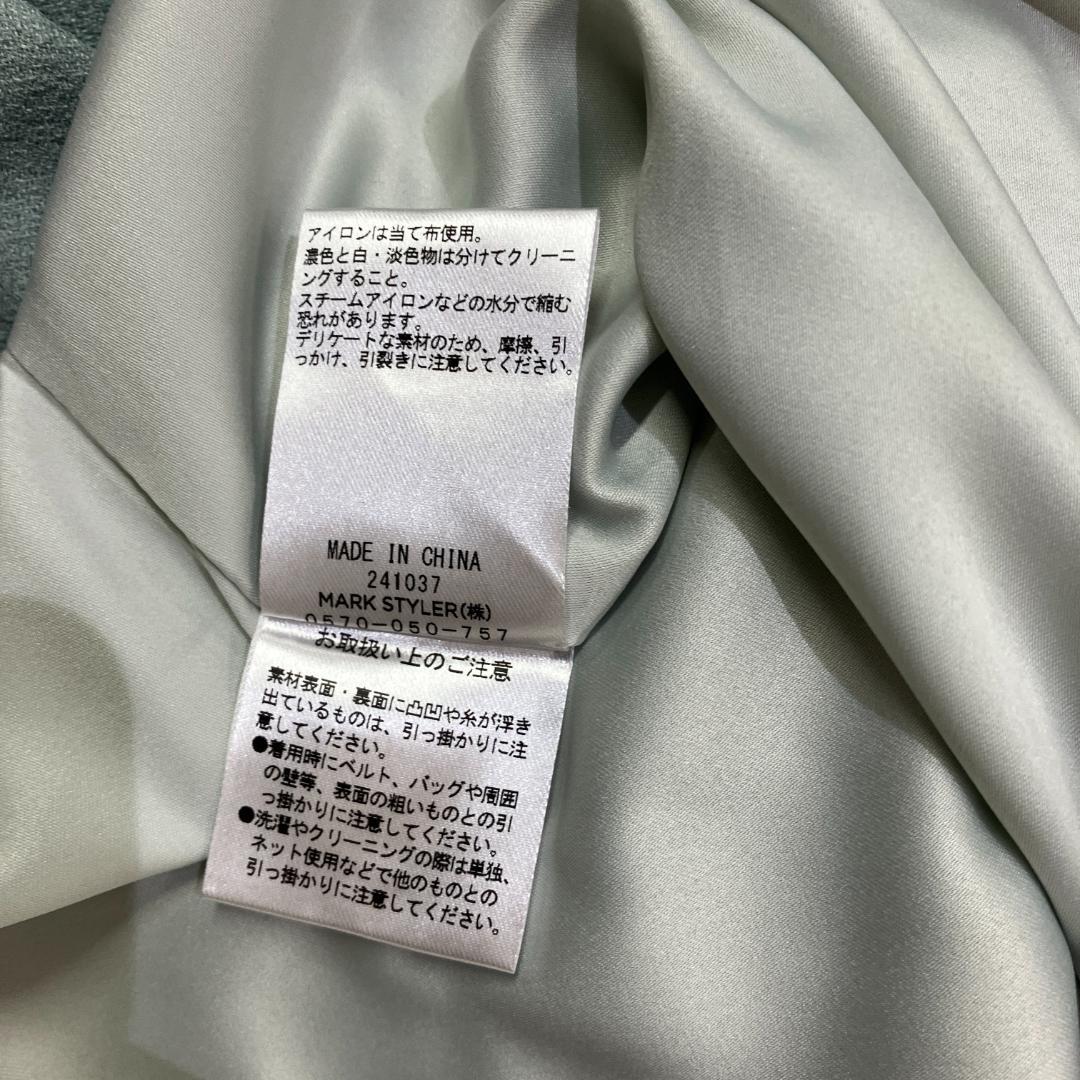 アイロンは当て布使用。
濃色と白・淡色物は分けてクリーニ
ングすること。
スチームアイロンなどの水分で縮む
恐れがあります。
デリケートな素材のため、摩擦、引
っかけ、引裂きに注意してください。
MADE IN CHINA
241037
MARK STYLER(株)
0570-050-757
お取扱い上のご注意
素材表面・裏面に凸凹や糸が浮き
出ているものは、引っ掛かりに注
意してください。
●着用時にベルト、バッグや周囲
の壁等、表面の粗いものとの引
っ掛かりに注意してください。
●洗濯やクリーニングの際は単独、
ネット使用などで他のものとの
引っ掛かりに注意してください。